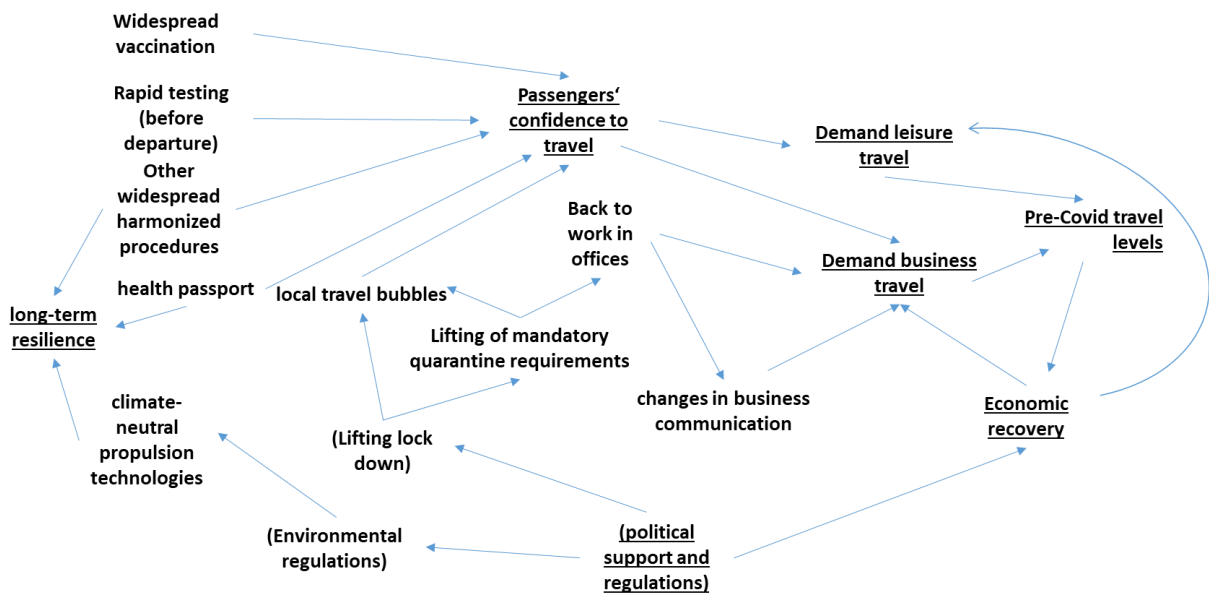 Widespread
vaccination
Rapid testing
(before
departure)
Other
widespread
harmonized
procedures
health passport
long-term
resilience
climate-
neutral
propulsion
technologies
(Environmental
regulations)
(Lifting lock
down)
local travel bubbles
Lifting of mandatory
quarantine requirements
Back to
work in
offices
Passengers‘
confidence to
travel
Demand leisure
travel
Pre-Covid travel
levels
Demand business
travel
changes in business
communication
Economic
recovery
(political
support and
regulations)